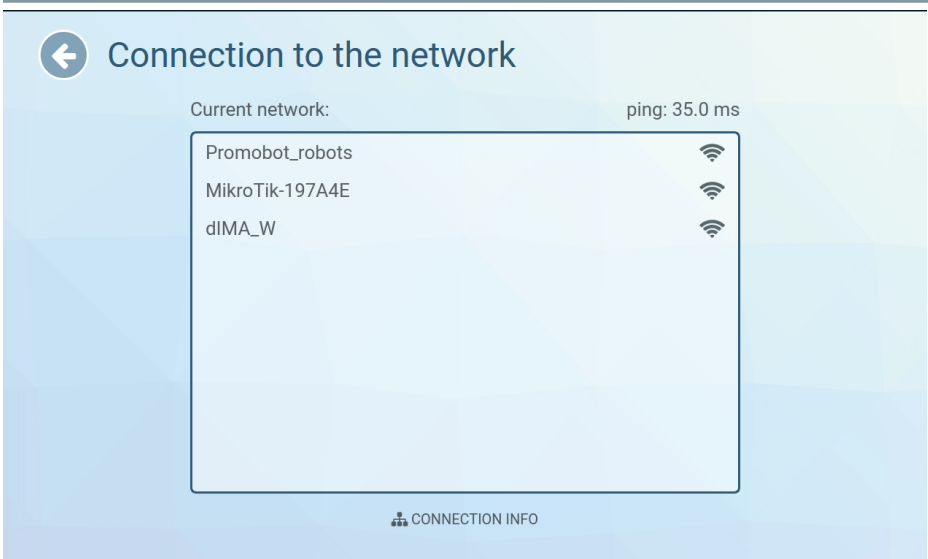 Connection to the network
Current network: ping: 35.0 ms
Promobot_robots
MikroTik-197A4E
dIMA_W
CONNECTION INFO